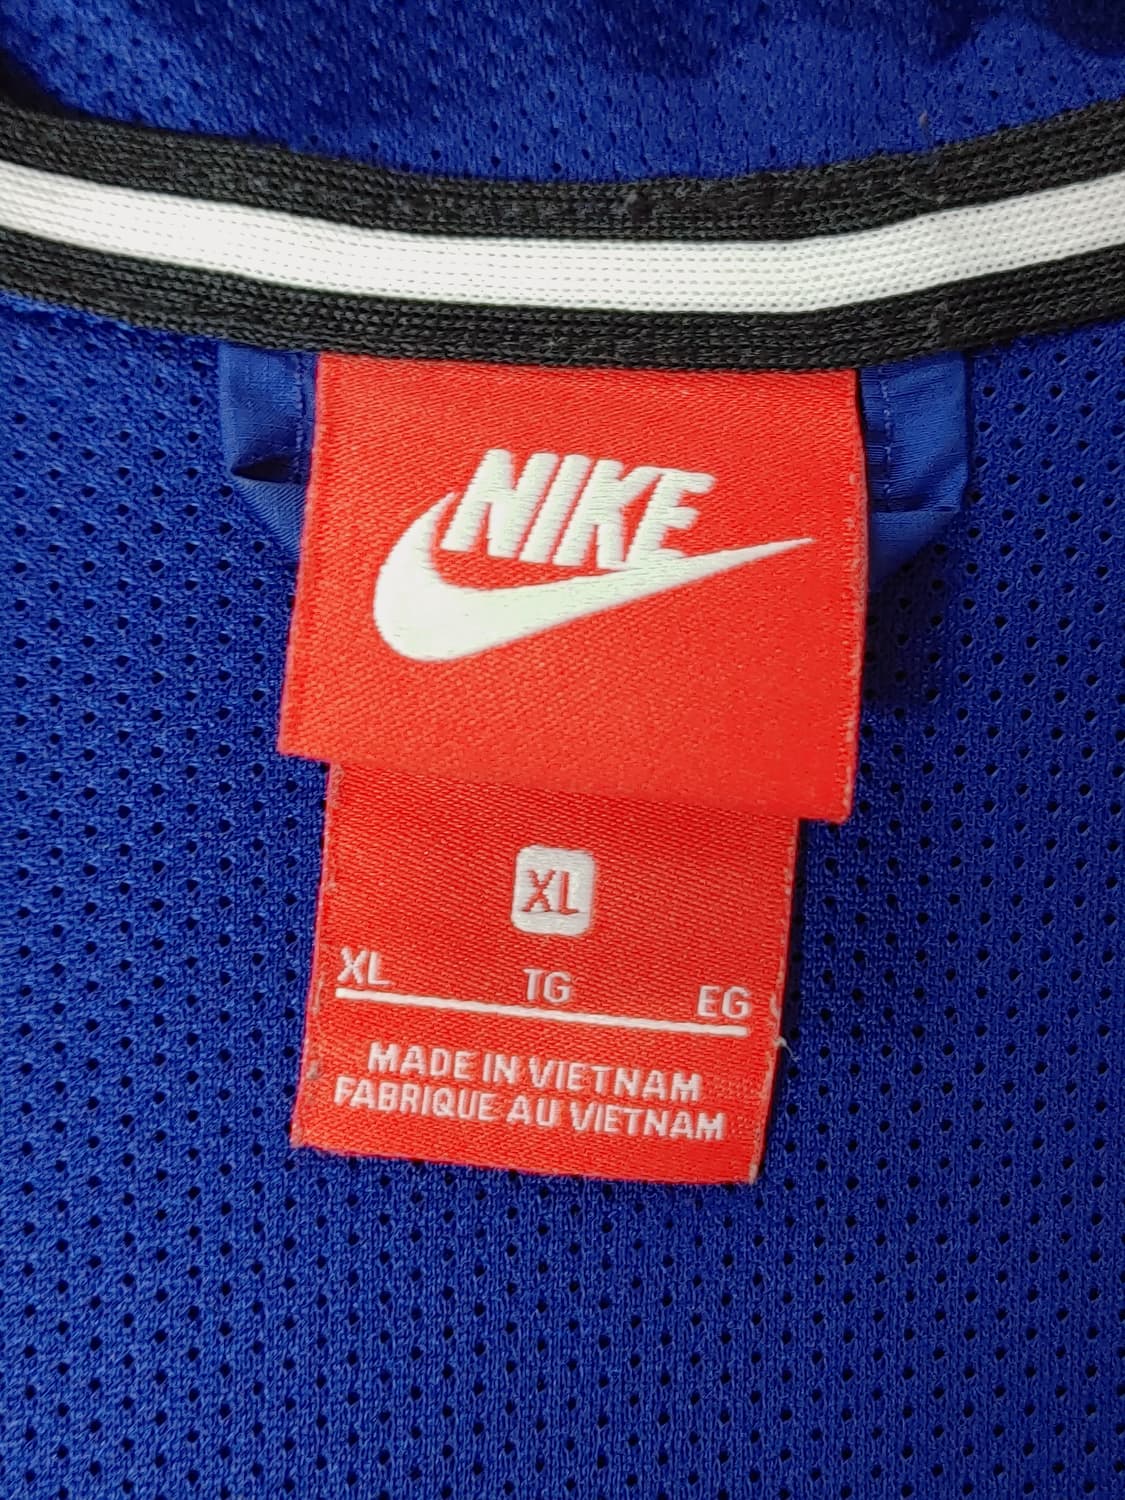 NIKE
XL
XL TG EG
MADE IN VIETNAM
FABRIQUE AU VIETNAM